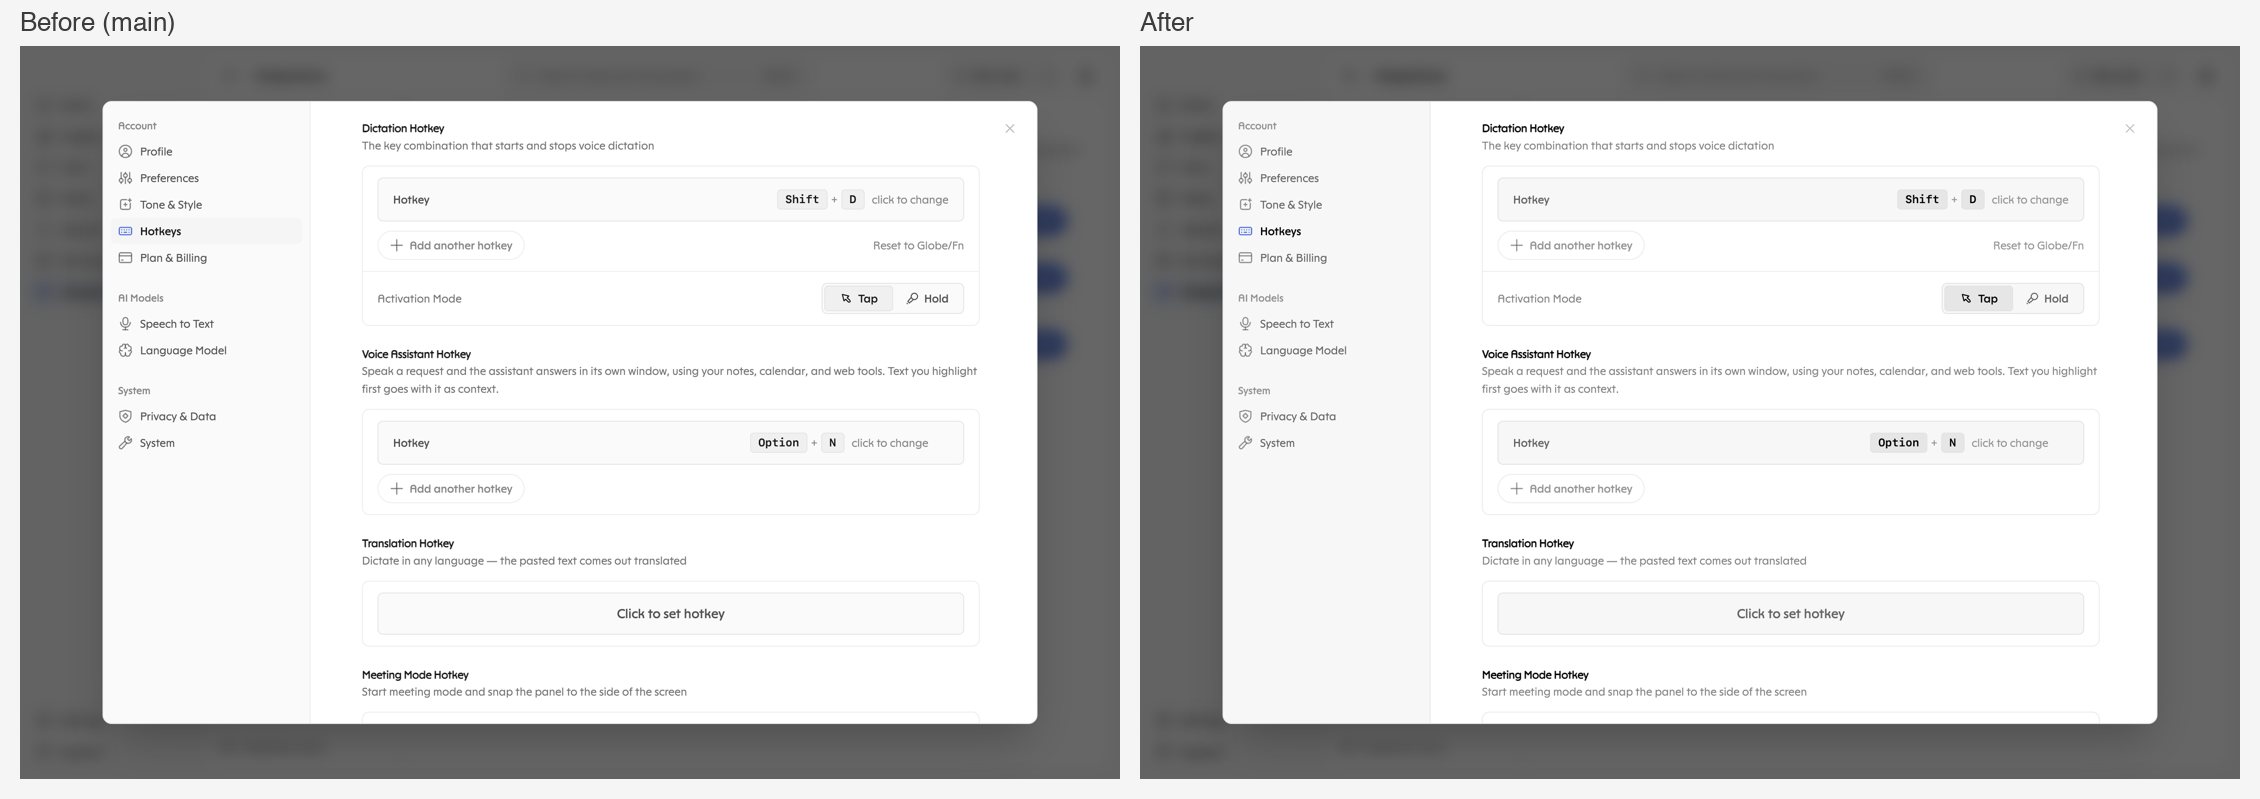 Before (main)
Account
Profile
Preferences
Tone & Style
Hotkeys
Plan & Billing
AI Models
Speech to Text
Language Model
System
Privacy & Data
System
Dictation Hotkey
The key combination that starts and stops voice dictation
Hotkey Shift + D click to change
Add another hotkey Reset to Globe/Fn
Activation Mode Tap Hold
Voice Assistant Hotkey
Speak a request and the assistant answers in its own window, using your notes, calendar, and web tools. Text you highlight
first goes with it as context.
Hotkey Option + N click to change
Add another hotkey
Translation Hotkey
Dictate in any language — the pasted text comes out translated
Click to set hotkey
Meeting Mode Hotkey
Start meeting mode and snap the panel to the side of the screen
After
Account
Profile
Preferences
Tone & Style
Hotkeys
Plan & Billing
AI Models
Speech to Text
Language Model
System
Privacy & Data
System
Dictation Hotkey
The key combination that starts and stops voice dictation
Hotkey Shift + D click to change
Add another hotkey Reset to Globe/Fn
Activation Mode Tap Hold
Voice Assistant Hotkey
Speak a request and the assistant answers in its own window, using your notes, calendar, and web tools. Text you highlight
first goes with it as context.
Hotkey Option + N click to change
Add another hotkey
Translation Hotkey
Dictate in any language — the pasted text comes out translated
Click to set hotkey
Meeting Mode Hotkey
Start meeting mode and snap the panel to the side of the screen